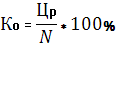 Ко = Цр/N * 100%